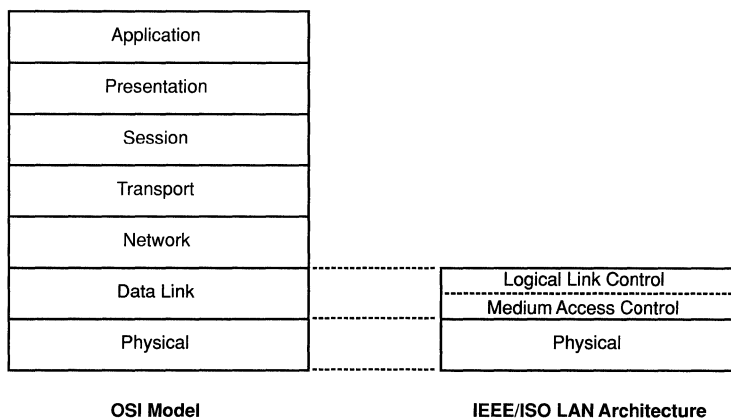 Application
Presentation
Session
Transport
Network
Data Link
Physical
OSI Model
Logical Link Control
Medium Access Control
Physical
IEEE/ISO LAN Architecture